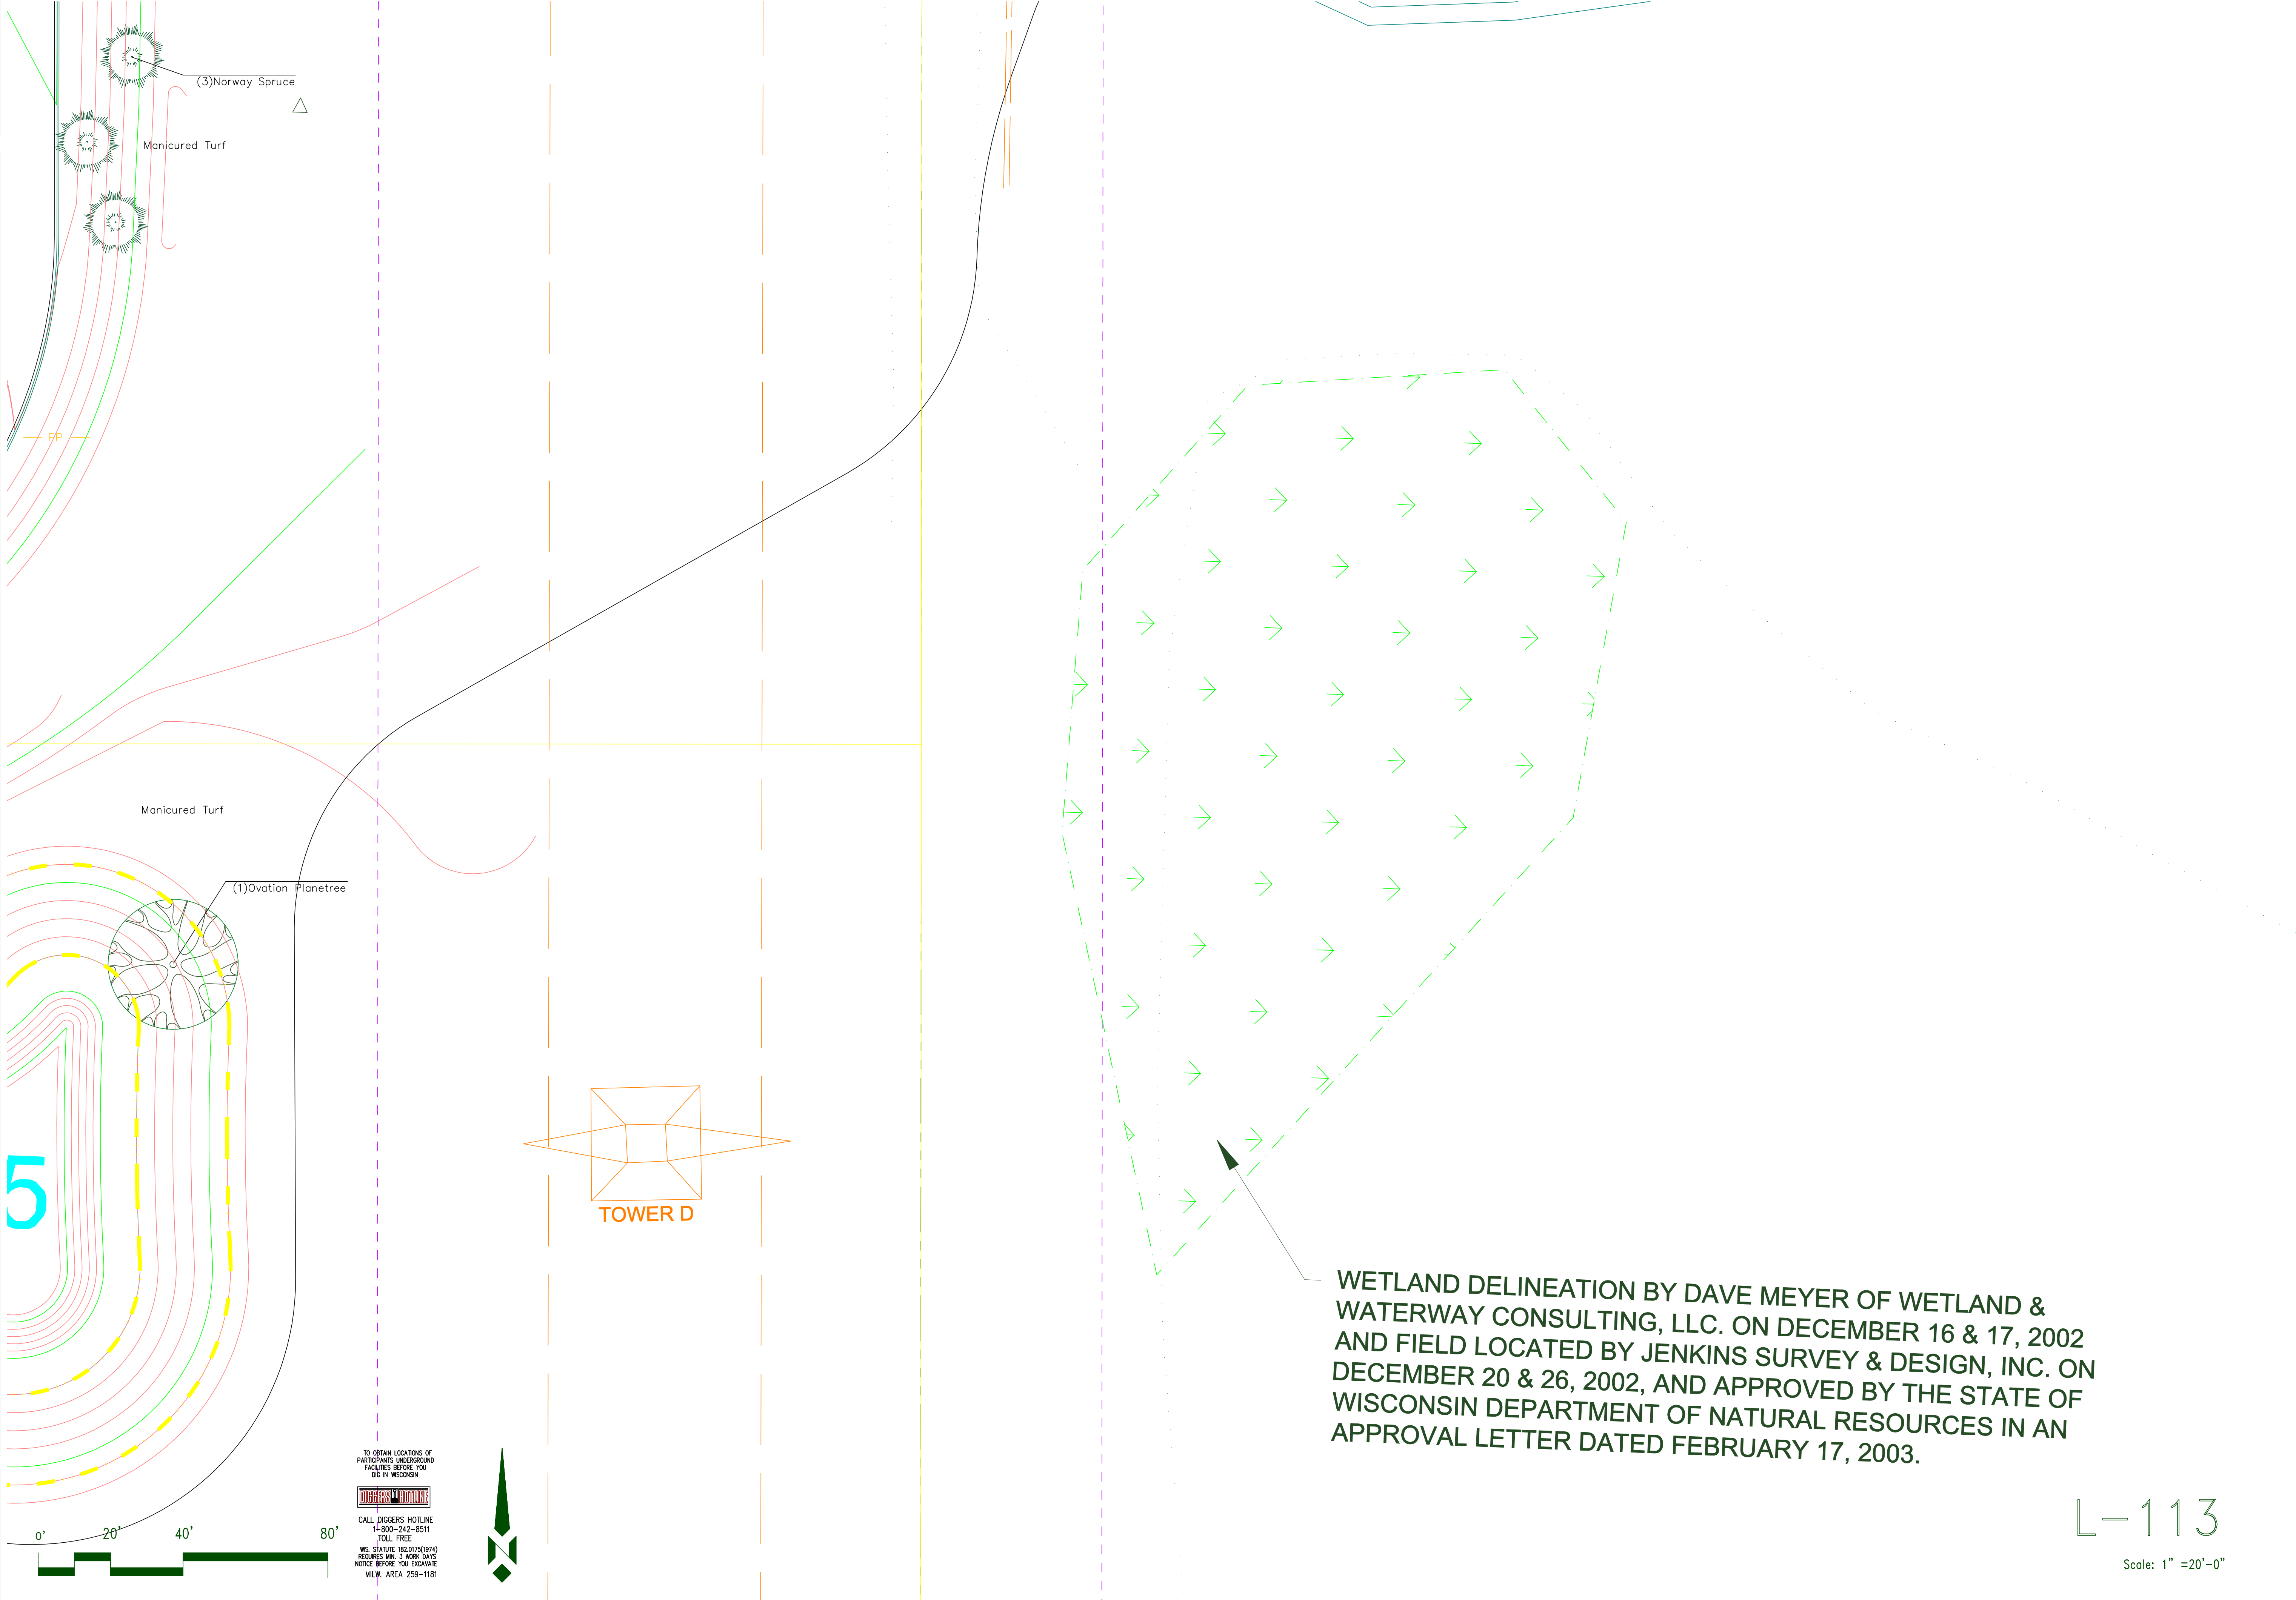 (3)Norway Spruce
Manicured Turf
FP
Manicured Turf
(1)Ovation Planetree
5
TOWER D
WETLAND DELINEATION BY DAVE MEYER OF WETLAND &
WATERWAY CONSULTING, LLC. ON DECEMBER 16 & 17, 2002
AND FIELD LOCATED BY JENKINS SURVEY & DESIGN, INC. ON
DECEMBER 20 & 26, 2002, AND APPROVED BY THE STATE OF
WISCONSIN DEPARTMENT OF NATURAL RESOURCES IN AN
APPROVAL LETTER DATED FEBRUARY 17, 2003.
TO OBTAIN LOCATIONS OF
PARTICIPANTS UNDERGROUND
FACILITIES BEFORE YOU
DIG IN WISCONSIN
DIGGERS HOTLINE
CALL DIGGERS HOTLINE
1-800-242-8511
TOLL FREE
WIS. STATUTE 182.0175(1974)
REQUIRES MIN. 3 WORK DAYS
NOTICE BEFORE YOU EXCAVATE
MILW. AREA 259-1181
0' 20' 40' 80'
N
L-113
Scale: 1" =20'-0"